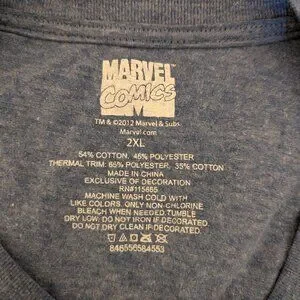 MARVEL
COMICS
M
TM & ©2012 Marvel & Subs.
Marvel.com
2XL
54% COTTON, 46% POLYESTER
THERMAL TRIM: 65% POLYESTER, 35% COTTON
MADE IN CHINA
EXCLUSIVE OF DECORATION
RN#115885
MACHINE WASH COLD WITH
LIKE COLORS. ONLY NON-CHLORINE
BLEACH WHEN NEEDED.TUMBLE
DRY LOW. DO NOT IRON IF DECORATED.
DO NOT DRY CLEAN IF DECORATED.
846556584553